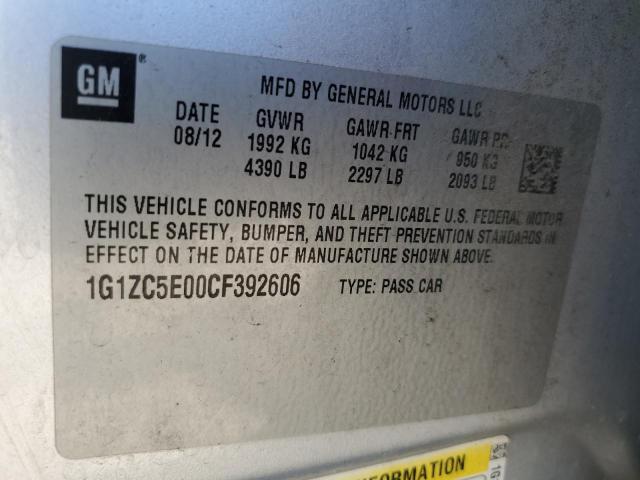 GM®
MFD BY GENERAL MOTORS LLC
DATE GVWR GAWR FRT GAWR RR
08/12 1992 KG 1042 KG 950 KG
4390 LB 2297 LB 2093 LB
THIS VEHICLE CONFORMS TO ALL APPLICABLE U.S. FEDERAL MOTOR
VEHICLE SAFETY, BUMPER, AND THEFT PREVENTION STANDARDS IN
EFFECT ON THE DATE OF MANUFACTURE SHOWN ABOVE.
1G1ZC5E00CF392606 TYPE: PASS CAR
INFORMATION